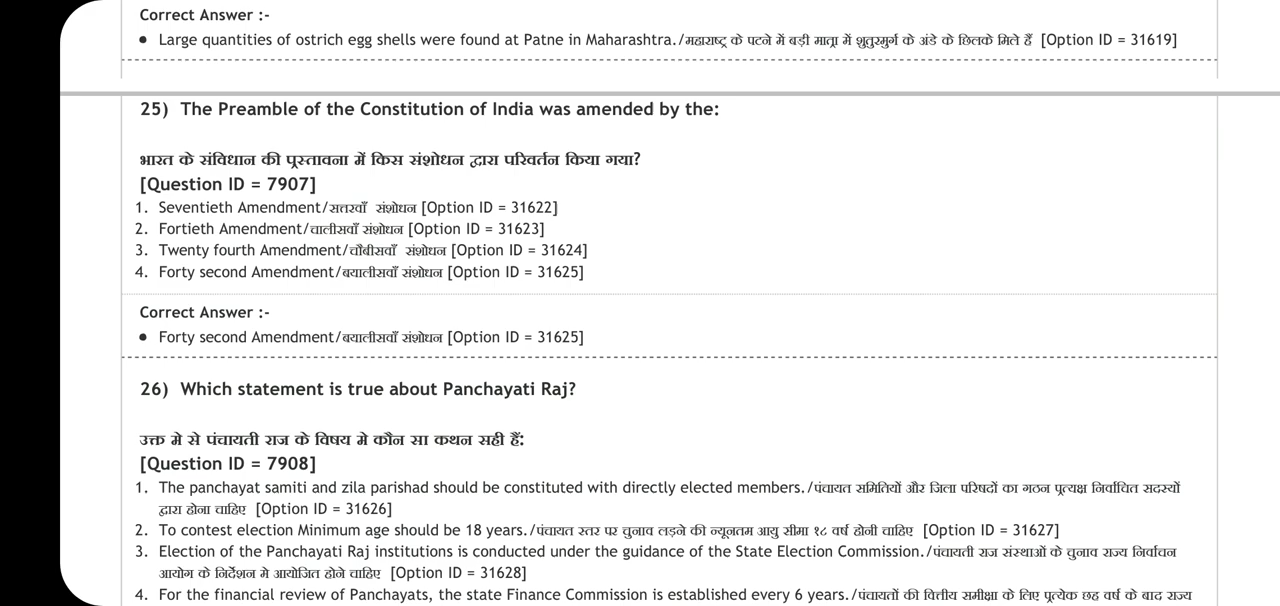 Correct Answer :-
• Large quantities of ostrich egg shells were found at Patne in Maharashtra./महाराष्ट्र के पटने में बड़ी मात्रा में शुतुरमुर्ग के अंडे के छिलके मिले हैं [Option ID = 31619]
25) The Preamble of the Constitution of India was amended by the:
भारत के संविधान की प्रस्तावना में किस संशोधन द्वारा परिवर्तन किया गया?
[Question ID = 7907]
1. Seventieth Amendment/सत्तरवाँ संशोधन [Option ID = 31622]
2. Fortieth Amendment/चालीसवाँ संशोधन [Option ID = 31623]
3. Twenty fourth Amendment/चौबीसवाँ संशोधन [Option ID = 31624]
4. Forty second Amendment/बयालीसवाँ संशोधन [Option ID = 31625]
Correct Answer :-
• Forty second Amendment/बयालीसवाँ संशोधन [Option ID = 31625]
26) Which statement is true about Panchayati Raj?
उक्त मे से पंचायती राज के विषय मे कौन सा कथन सही हैं:
[Question ID = 7908]
1. The panchayat samiti and zila parishad should be constituted with directly elected members./पंचायत समितियों और जिला परिषदों का गठन प्रत्यक्ष निर्वाचित सदस्यों
द्वारा होना चाहिए [Option ID = 31626]
2. To contest election Minimum age should be 18 years./पंचायत स्तर पर चुनाव लड़ने की न्यूनतम आयु सीमा १८ वर्ष होनी चाहिए [Option ID = 31627]
3. Election of the Panchayati Raj institutions is conducted under the guidance of the State Election Commission./पंचायती राज संस्थाओं के चुनाव राज्य निर्वाचन
आयोग के निर्देशन मे आयोजित होने चाहिए [Option ID = 31628]
4. For the financial review of Panchayats, the state Finance Commission is established every 6 years./पंचायतों की वित्तीय समीक्षा के लिए प्रत्येक छह वर्ष के बाद राज्य